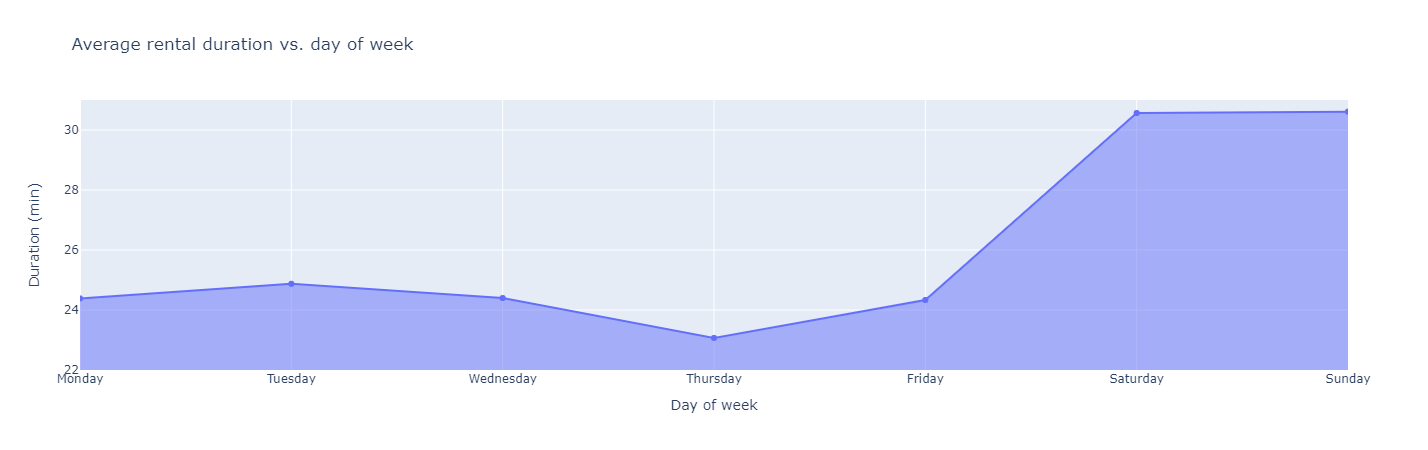 Average rental duration vs. day of week
30
28
26
24
22
Duration (min)
Monday Tuesday Wednesday Thursday Friday Saturday Sunday
Day of week